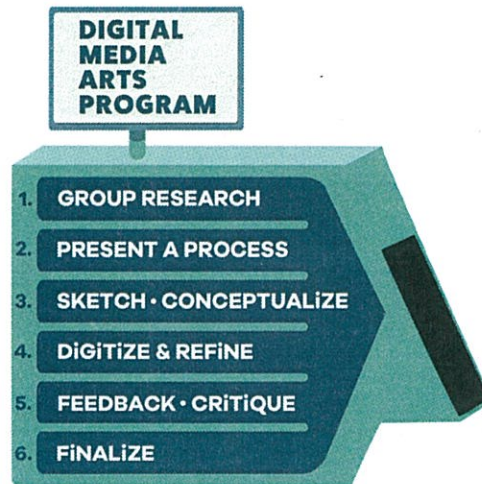 DIGITAL
MEDIA
ARTS
PROGRAM
1. GROUP RESEARCH
2. PRESENT A PROCESS
3. SKETCH • CONCEPTUALiZE
4. DiGiTiZE & REFiNE
5. FEEDBACK • CRiTiQUE
6. FiNALiZE